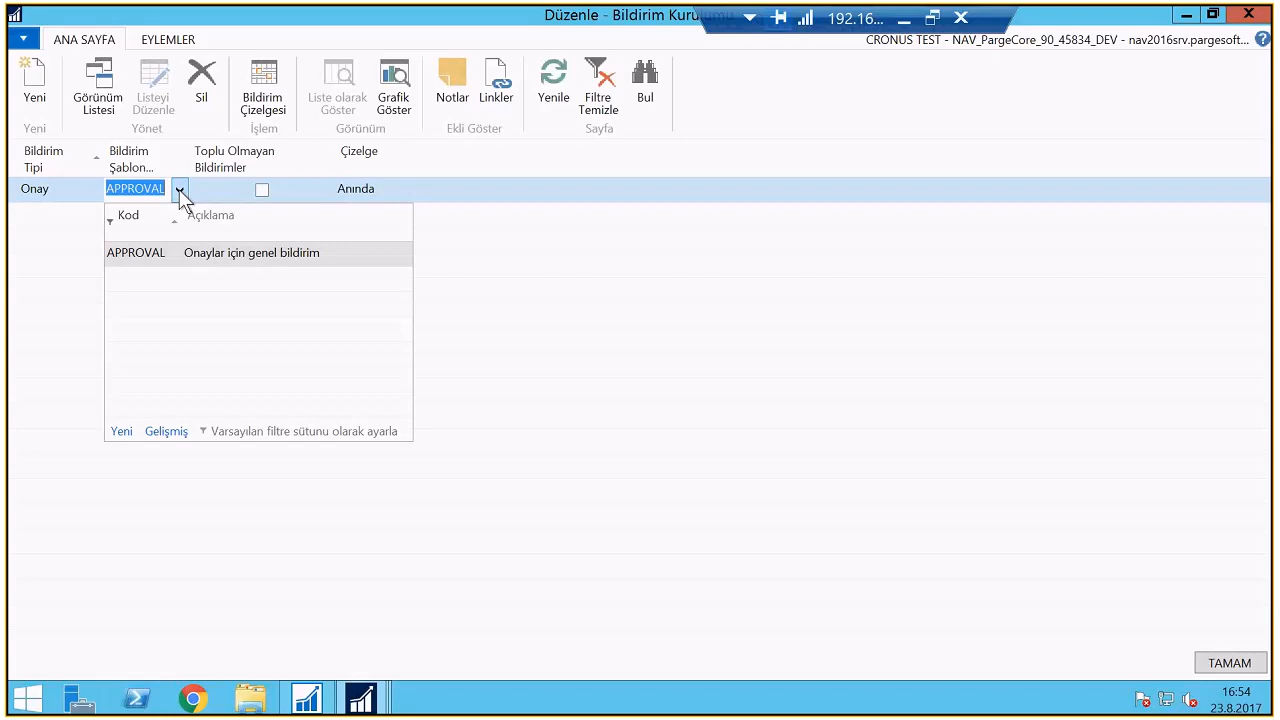 Düzenle - Bildirim Kurulumu
192.16...
ANA SAYFA
EYLEMLER
CRONUS TEST - NAV_PargeCore_90_45834_DEV - nav2016srv.pargesoft...
Yeni
Görünüm Listesi
Listeyi Düzenle
Sil
Bildirim Çizelgesi
Liste olarak Göster
Grafik Göster
Notlar
Linkler
Yenile
Filtre Temizle
Bul
Yeni
Yönet
İşlem
Görünüm
Ekli Göster
Sayfa
Bildirim Tipi
Bildirim Şablon...
Toplu Olmayan Bildirimler
Çizelge
Onay
APPROVAL
Anında
Kod
Açıklama
APPROVAL
Onaylar için genel bildirim
Yeni
Gelişmiş
Varsayılan filtre sütunu olarak ayarla
TAMAM
16:54
23.8.2017